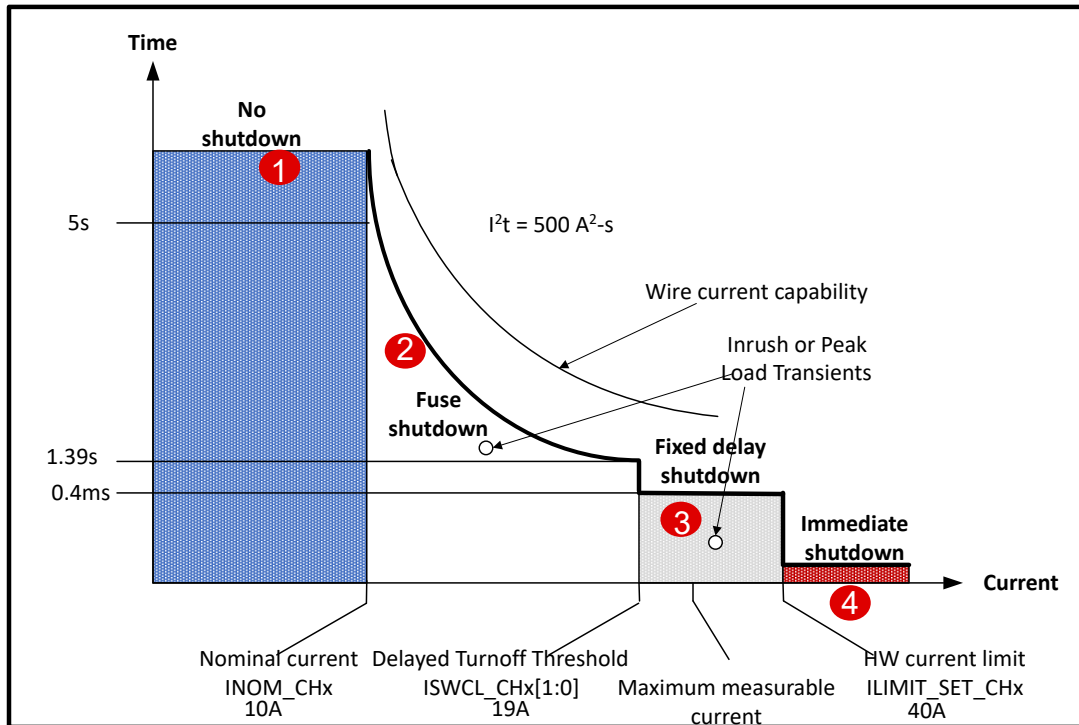 Time
No
shutdown
1
5s
I²t = 500 A²-s
Wire current capability
2
Inrush or Peak
Load Transients
Fuse
shutdown
1.39s
Fixed delay
shutdown
0.4ms
3
Immediate
shutdown
Current
4
Nominal current
INOM_CHx
10A
Delayed Turnoff Threshold
ISWCL_CHx[1:0]
19A
Maximum measurable
current
HW current limit
ILIMIT_SET_CHx
40A